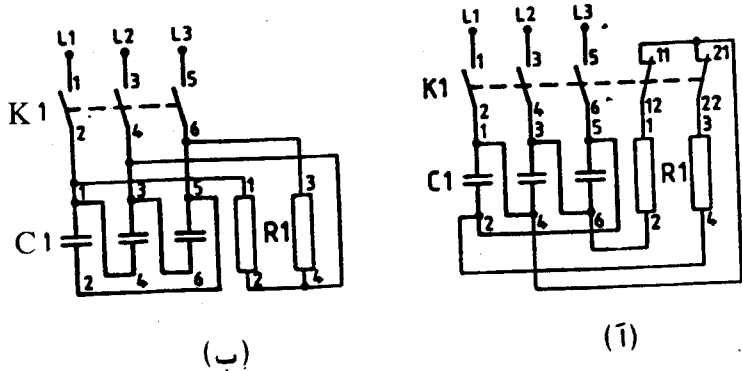 L1 L2 L3
1 3 5
K1
2 4 6
1 3 5 1 3
C1 R1
2 4 6 2 4
(ب)
L1 L2 L3
1 3 5 11 21
K1
2 4 6 12 22
1 3 5 1 3
C1 R1
2 4 6 2 4
(آ)